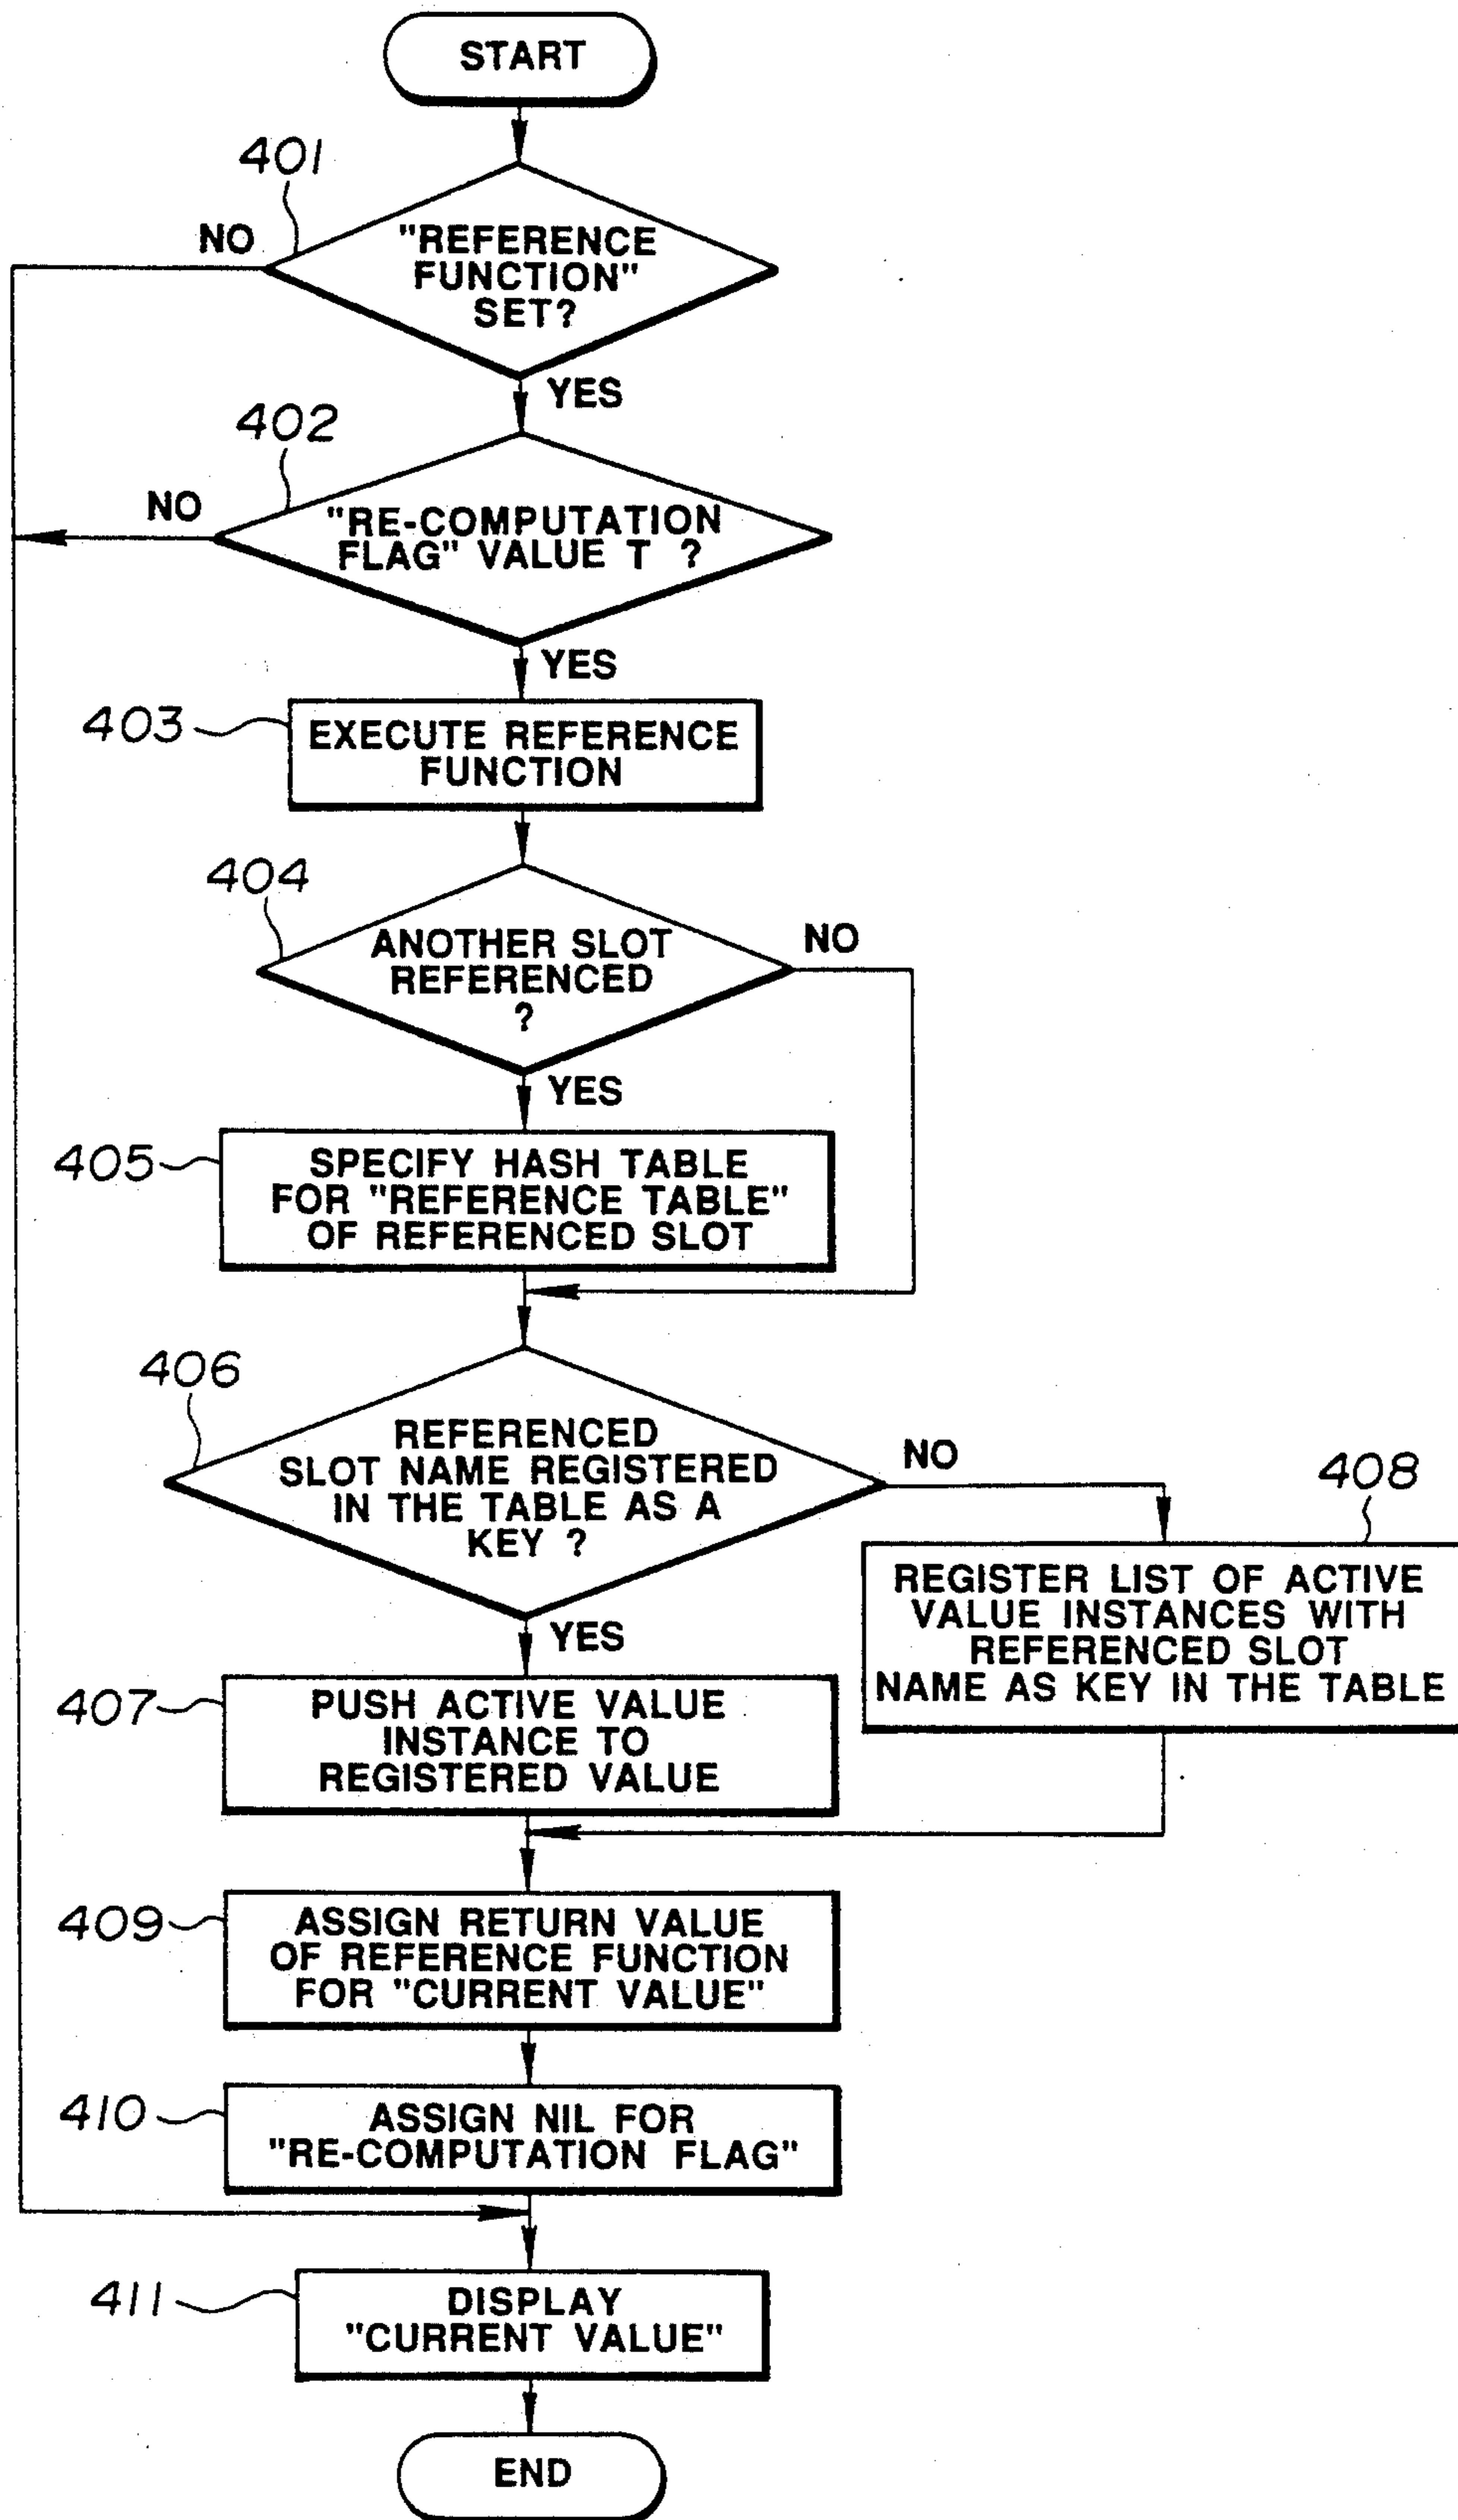 START
401
NO
"REFERENCE
FUNCTION"
SET?
YES
402
NO
"RE-COMPUTATION
FLAG" VALUE T ?
YES
403
EXECUTE REFERENCE
FUNCTION
404
ANOTHER SLOT
REFERENCED
?
NO
YES
405
SPECIFY HASH TABLE
FOR "REFERENCE TABLE"
OF REFERENCED SLOT
406
REFERENCED
SLOT NAME REGISTERED
IN THE TABLE AS A
KEY ?
NO
YES
408
REGISTER LIST OF ACTIVE
VALUE INSTANCES WITH
REFERENCED SLOT
NAME AS KEY IN THE TABLE
407
PUSH ACTIVE VALUE
INSTANCE TO
REGISTERED VALUE
409
ASSIGN RETURN VALUE
OF REFERENCE FUNCTION
FOR "CURRENT VALUE"
410
ASSIGN NIL FOR
"RE-COMPUTATION FLAG"
411
DISPLAY
"CURRENT VALUE"
END